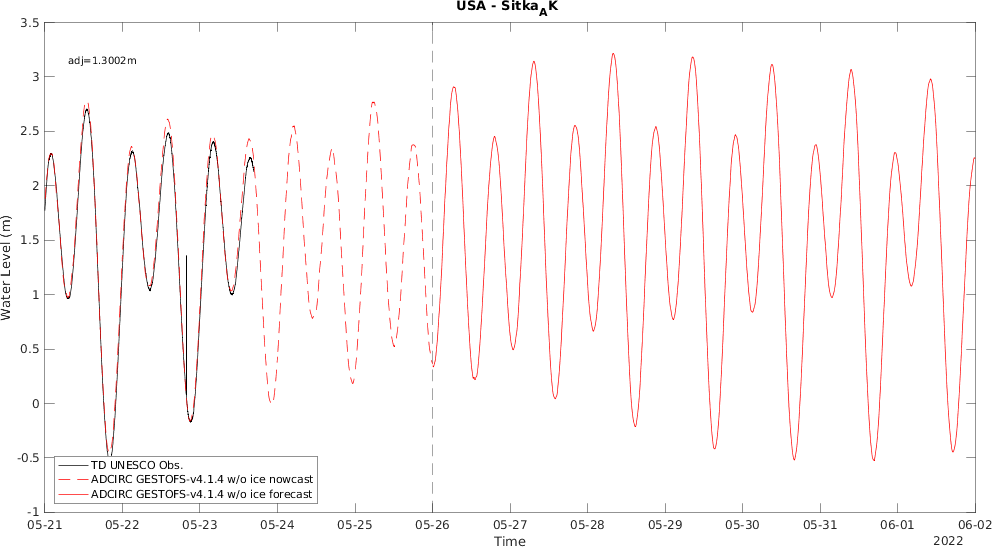 USA - Sitka_AK
adj=1.3002m
3.5
3
2.5
2
1.5
1
0.5
0
-0.5
-1
Water Level (m)
TD UNESCO Obs.
ADCIRC GESTOFS-v4.1.4 w/o ice nowcast
ADCIRC GESTOFS-v4.1.4 w/o ice forecast
05-21 05-22 05-23 05-24 05-25 05-26 05-27 05-28 05-29 05-30 05-31 06-01 06-02
Time
2022